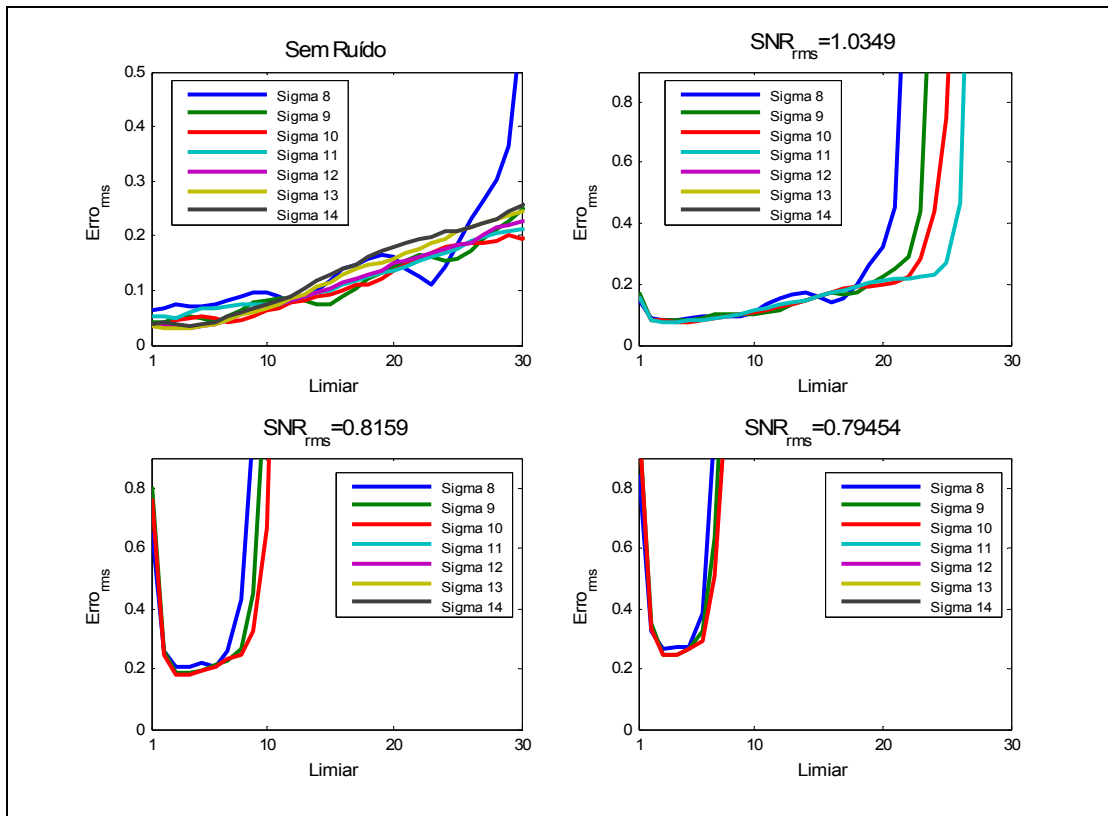 Sem Ruído
0.5
0.4
0.3
0.2
0.1
0
Erro_rms
1
10
20
30
Limiar
Sigma 8
Sigma 9
Sigma 10
Sigma 11
Sigma 12
Sigma 13
Sigma 14
SNR_rms=1.0349
0.8
0.6
0.4
0.2
0
Erro_rms
1
10
20
30
Limiar
Sigma 8
Sigma 9
Sigma 10
Sigma 11
Sigma 12
Sigma 13
Sigma 14
SNR_rms=0.8159
0.8
0.6
0.4
0.2
0
Erro_rms
1
10
20
30
Limiar
Sigma 8
Sigma 9
Sigma 10
Sigma 11
Sigma 12
Sigma 13
Sigma 14
SNR_rms=0.79454
0.8
0.6
0.4
0.2
0
Erro_rms
1
10
20
30
Limiar
Sigma 8
Sigma 9
Sigma 10
Sigma 11
Sigma 12
Sigma 13
Sigma 14